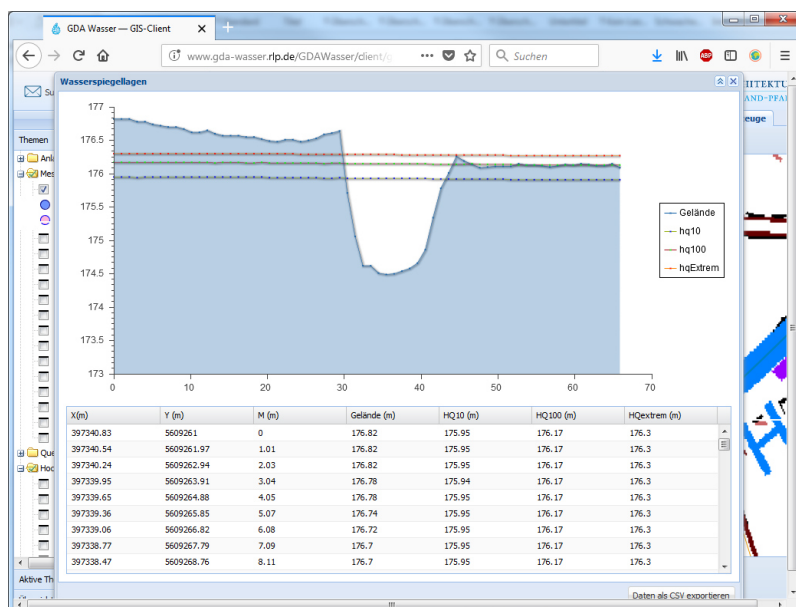 GDA Wasser — GIS-Client
www.gda-wasser.rlp.de/GDAWasser/client/
Suchen
Su
Wasserspiegellagen
HITEKTU
AND-PFAL
euge
Themen
Anl
Mes
Que
Hoc
Aktive Th
177
176.5
176
175.5
175
174.5
174
173.5
173
0
10
20
30
40
50
60
70
Gelände
hq10
hq100
hqExtrem
X(m) Y (m) M (m) Gelände (m) HQ10 (m) HQ100 (m) HQextrem (m)
397340.83 5609261 0 176.82 175.95 176.17 176.3
397340.54 5609261.97 1.01 176.82 175.95 176.17 176.3
397340.24 5609262.94 2.03 176.82 175.95 176.17 176.3
397339.95 5609263.91 3.04 176.78 175.94 176.17 176.3
397339.65 5609264.88 4.05 176.78 175.95 176.17 176.3
397339.36 5609265.85 5.07 176.74 175.95 176.17 176.3
397339.06 5609266.82 6.08 176.72 175.95 176.17 176.3
397338.77 5609267.79 7.09 176.7 175.95 176.17 176.3
397338.47 5609268.76 8.11 176.7 175.95 176.17 176.3
Daten als CSV exportieren